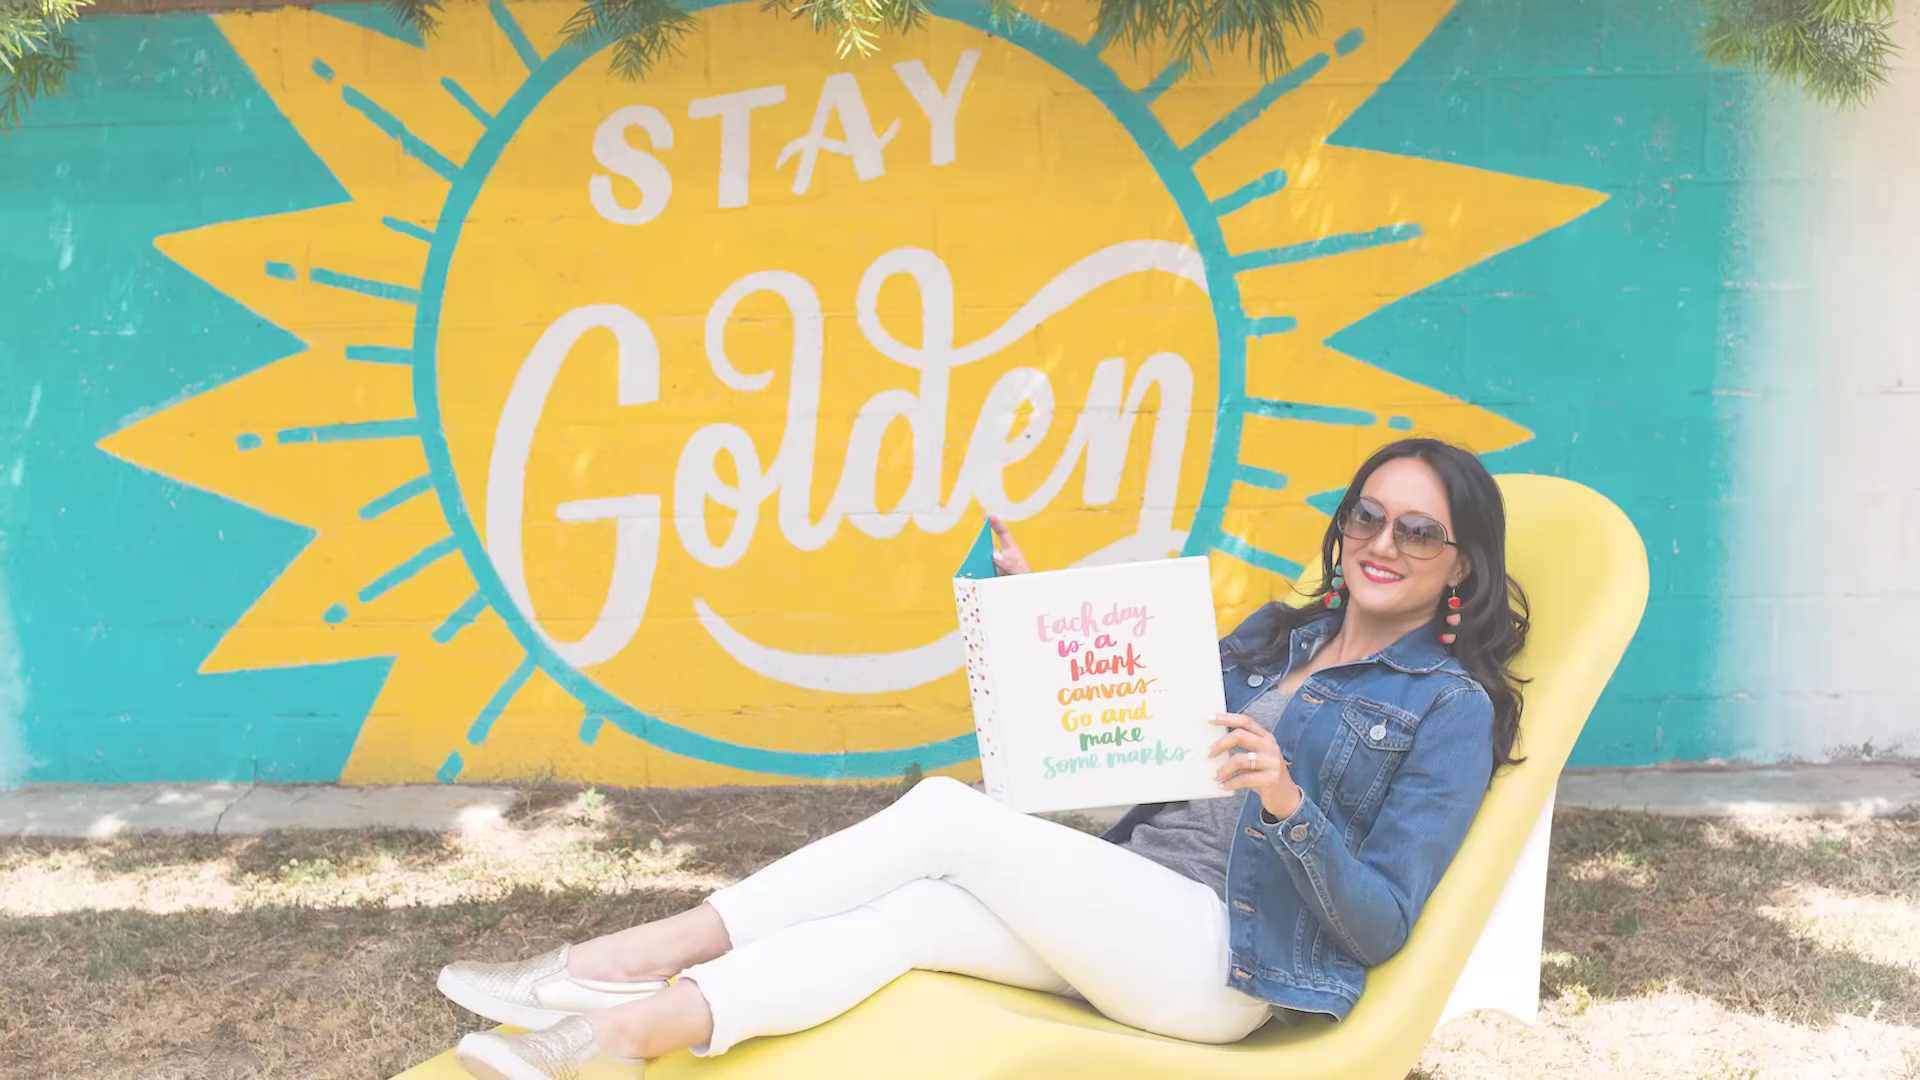 STAY
Golden
Each day
is a
blank
canvas...
Go and
make
some marks.